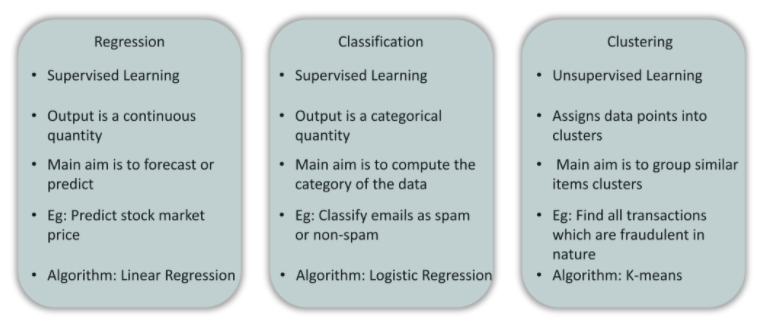 Regression
• Supervised Learning
• Output is a continuous
quantity
• Main aim is to forecast or
predict
• Eg: Predict stock market
price
• Algorithm: Linear Regression
Classification
• Supervised Learning
• Output is a categorical
quantity
• Main aim is to compute the
category of the data
• Eg: Classify emails as spam
or non-spam
• Algorithm: Logistic Regression
Clustering
• Unsupervised Learning
• Assigns data points into
clusters
• Main aim is to group similar
items clusters
• Eg: Find all transactions
which are fraudulent in
nature
• Algorithm: K-means